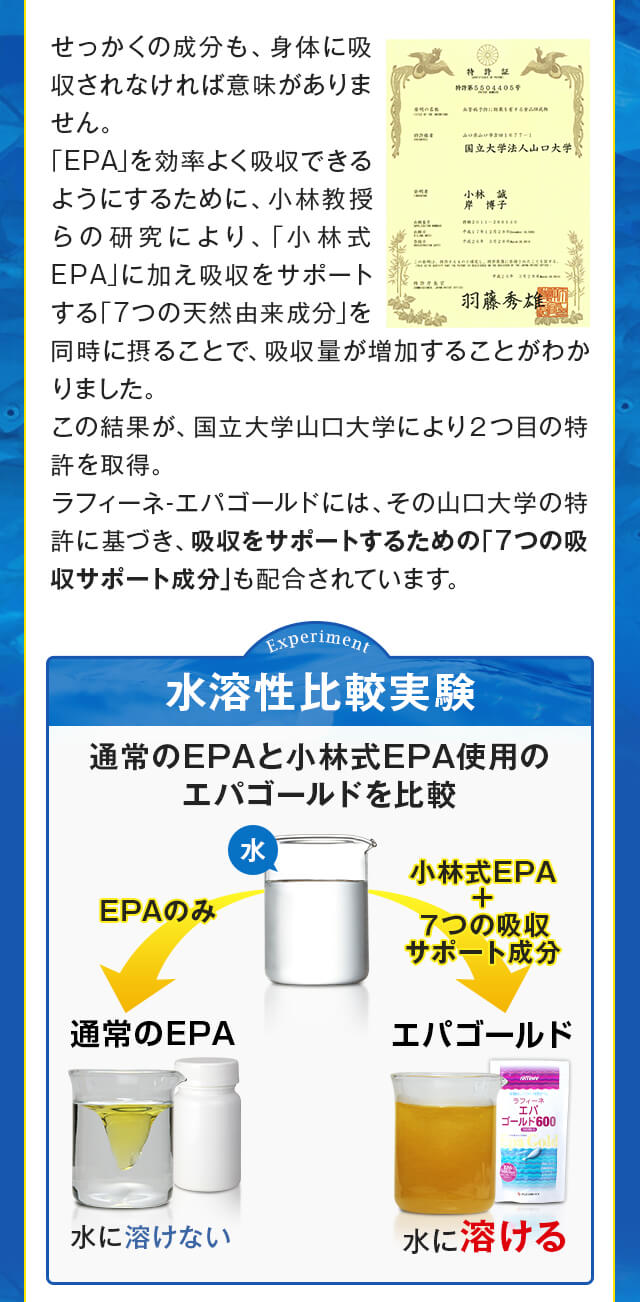 せっかくの成分も、身体に吸
収されなければ意味がありま
せん。
「EPA」を効率よく吸収できる
ようにするために、小林教授
らの研究により、「小林式
EPA」に加え吸収をサポート
する「7つの天然由来成分」を
同時に摂ることで、吸収量が増加することがわか
りました。
この結果が、国立大学山口大学により2つ目の特
許を取得。
ラフィーネ-エパゴールドには、その山口大学の特
許に基づき、吸収をサポートするための「7つの吸
収サポート成分」も配合されています。
特許証
特許第5504405号
国立大学法人山口大学
小林 誠
岸 博子
羽藤秀雄
Experiment
水溶性比較実験
通常のEPAと小林式EPA使用の
エパゴールドを比較
水
EPAのみ
小林式EPA
+
7つの吸収
サポート成分
通常のEPA
エパゴールド
ラフィーネ
エパ
ゴールド600
水に溶けない
水に溶ける